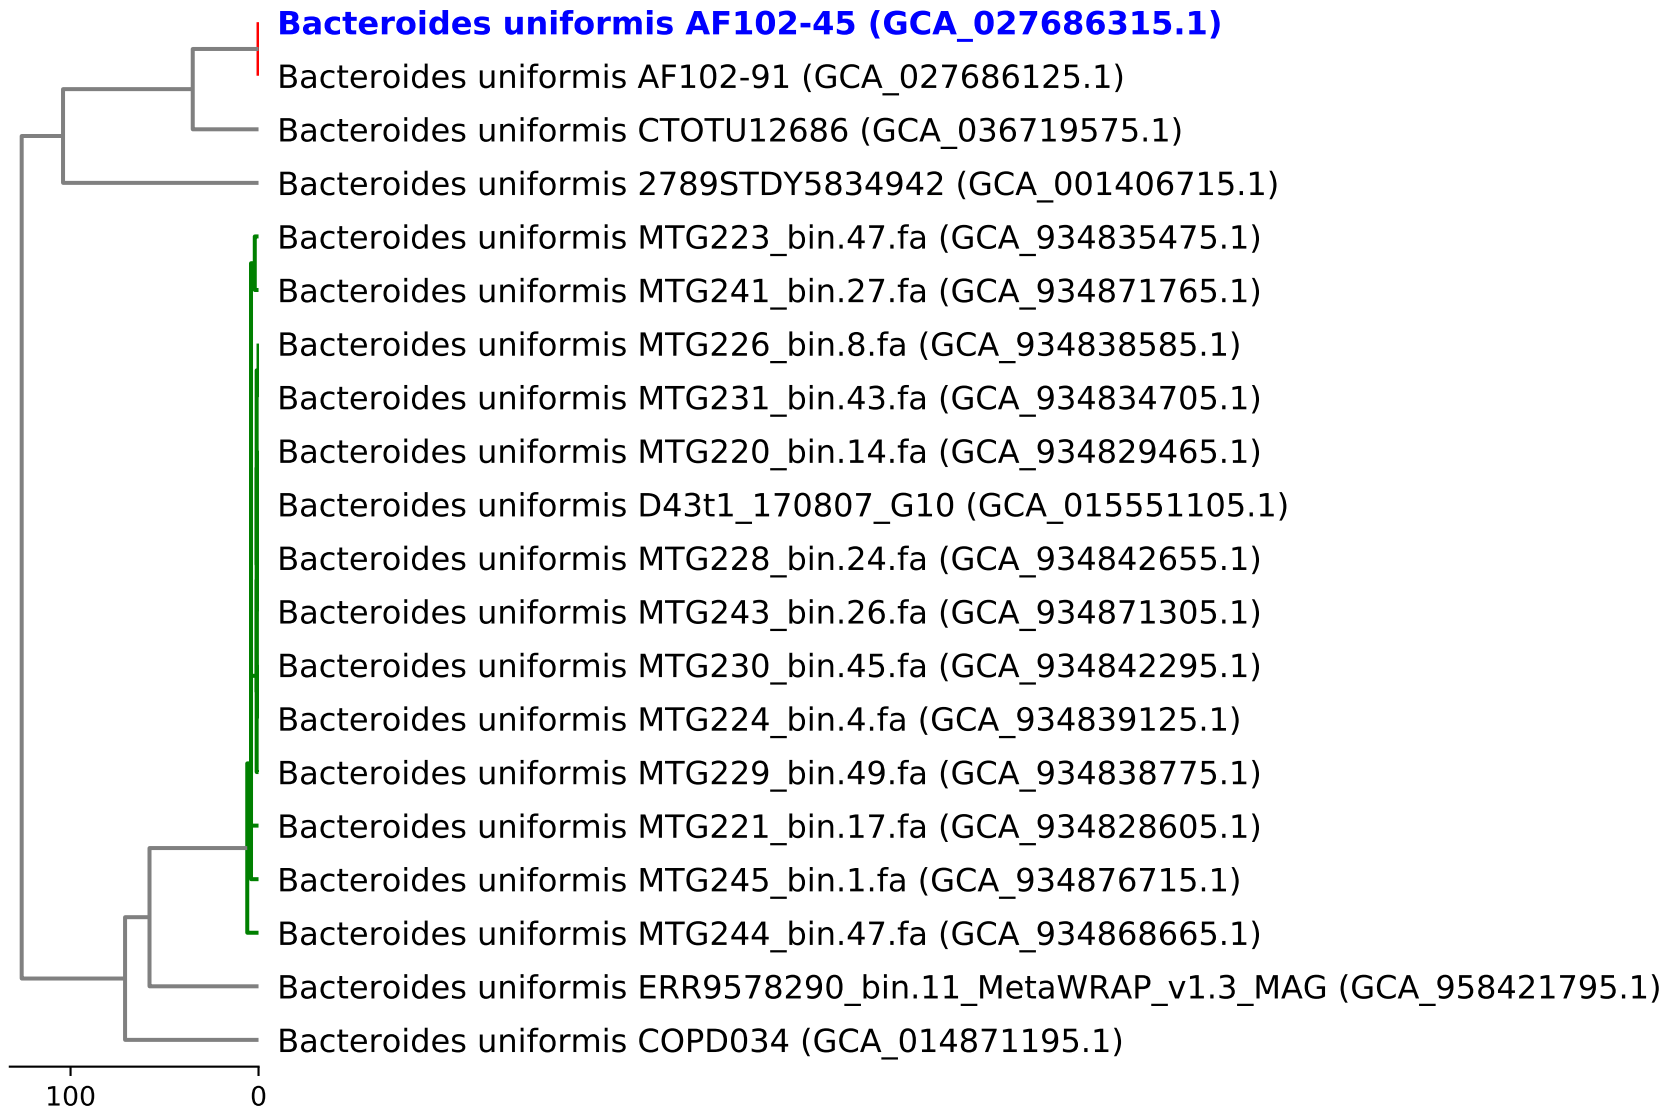 Bacteroides uniformis AF102-45 (GCA_027686315.1)
Bacteroides uniformis AF102-91 (GCA_027686125.1)
Bacteroides uniformis CTOTU12686 (GCA_036719575.1)
Bacteroides uniformis 2789STDY5834942 (GCA_001406715.1)
Bacteroides uniformis MTG223_bin.47.fa (GCA_934835475.1)
Bacteroides uniformis MTG241_bin.27.fa (GCA_934871765.1)
Bacteroides uniformis MTG226_bin.8.fa (GCA_934838585.1)
Bacteroides uniformis MTG231_bin.43.fa (GCA_934834705.1)
Bacteroides uniformis MTG220_bin.14.fa (GCA_934829465.1)
Bacteroides uniformis D43t1_170807_G10 (GCA_015551105.1)
Bacteroides uniformis MTG228_bin.24.fa (GCA_934842655.1)
Bacteroides uniformis MTG243_bin.26.fa (GCA_934871305.1)
Bacteroides uniformis MTG230_bin.45.fa (GCA_934842295.1)
Bacteroides uniformis MTG224_bin.4.fa (GCA_934839125.1)
Bacteroides uniformis MTG229_bin.49.fa (GCA_934838775.1)
Bacteroides uniformis MTG221_bin.17.fa (GCA_934828605.1)
Bacteroides uniformis MTG245_bin.1.fa (GCA_934876715.1)
Bacteroides uniformis MTG244_bin.47.fa (GCA_934868665.1)
Bacteroides uniformis ERR9578290_bin.11_MetaWRAP_v1.3_MAG (GCA_958421795.1)
Bacteroides uniformis COPD034 (GCA_014871195.1)
100 0